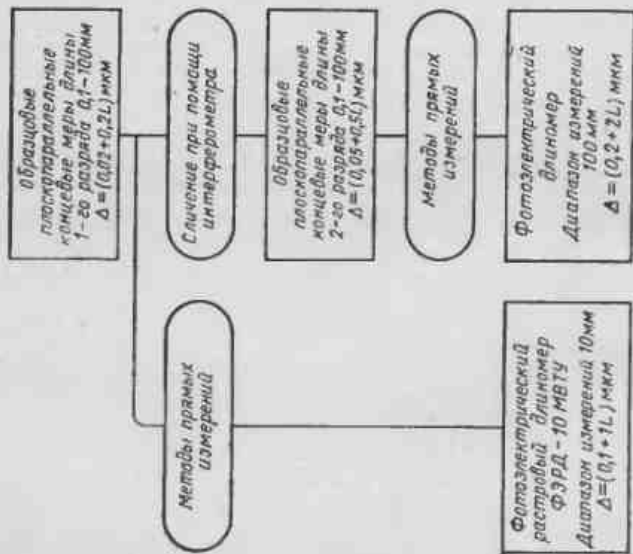 Образцовые
плоскопараллельные
концевые меры длины
1-го разряда 0,1-100мм
Δ=(0,02+0,2L) мкм
Сличение при помощи
интерферометра
Образцовые
плоскопараллельные
концевые меры длины
2-го разряда 0,1-100мм
Δ=(0,05+0,5L) мкм
Методы прямых
измерений
Фотоэлектрический
длиномер
Диапазон измерений
100 мм
Δ=(0,2+2L) мкм
Методы прямых
измерений
Фотоэлектрический
растровый длиномер
ФЭРД-10 МВТУ
Диапазон измерений 10мм
Δ=(0,1+1L) мкм